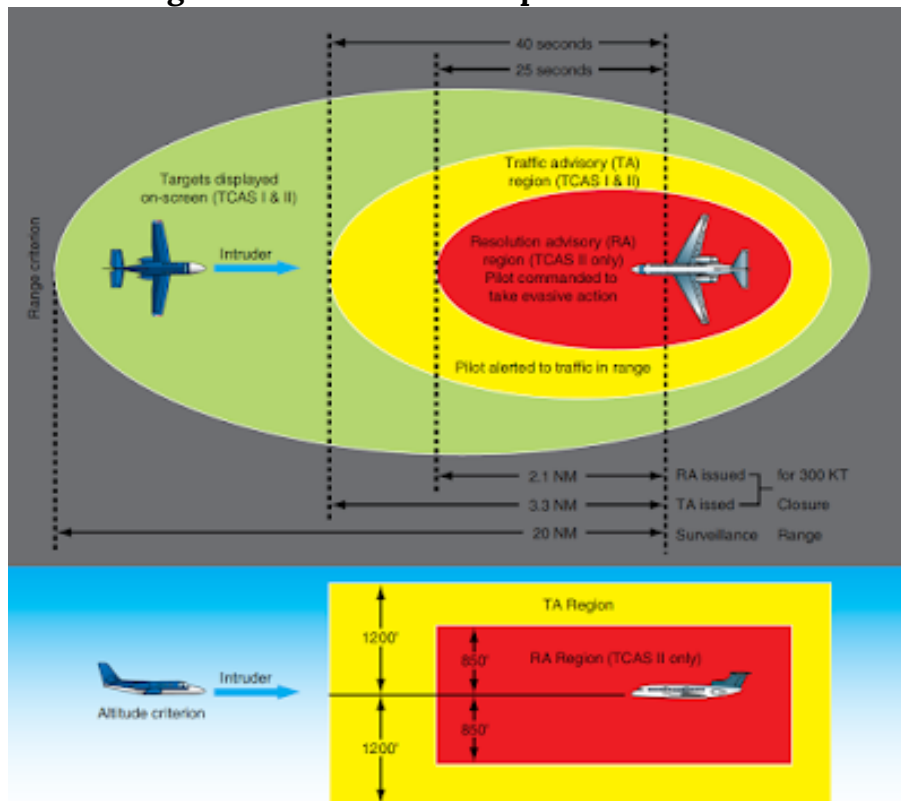 40 seconds
25 seconds
Traffic advisory (TA)
region (TCAS I & II)
Targets displayed
on-screen (TCAS I & II)
Resolution advisory (RA)
region (TCAS II only)
Pilot commanded to
take evasive action
Intruder
Range criterion
Pilot alerted to traffic in range
2.1 NM RA issued for 300 KT
3.3 NM TA issed Closure
20 NM Surveillance Range
TA Region
1200'
850'
RA Region (TCAS II only)
Intruder
Altitude criterion
850'
1200'